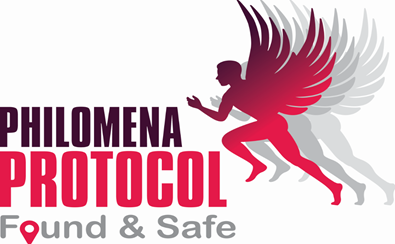 PHILOMENA
PROTOCOL
Found & Safe